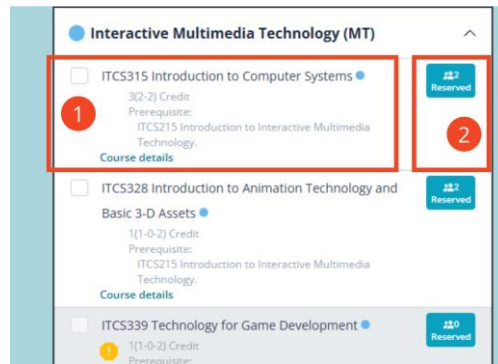 Interactive Multimedia Technology (MT)
ITCS315 Introduction to Computer Systems
2
Reserved
3(2-2) Credit
1
Prerequisite:
2
ITCS215 Introduction to Interactive Multimedia
Technology.
Course details
ITCS328 Introduction to Animation Technology and
2
Reserved
Basic 3-D Assets
1(1-0-2) Credit
Prerequisite:
ITCS215 Introduction to Interactive Multimedia
Technology.
Course details
ITCS339 Technology for Game Development
0
Reserved
1(1-0-2) Credit
Prerequisite: